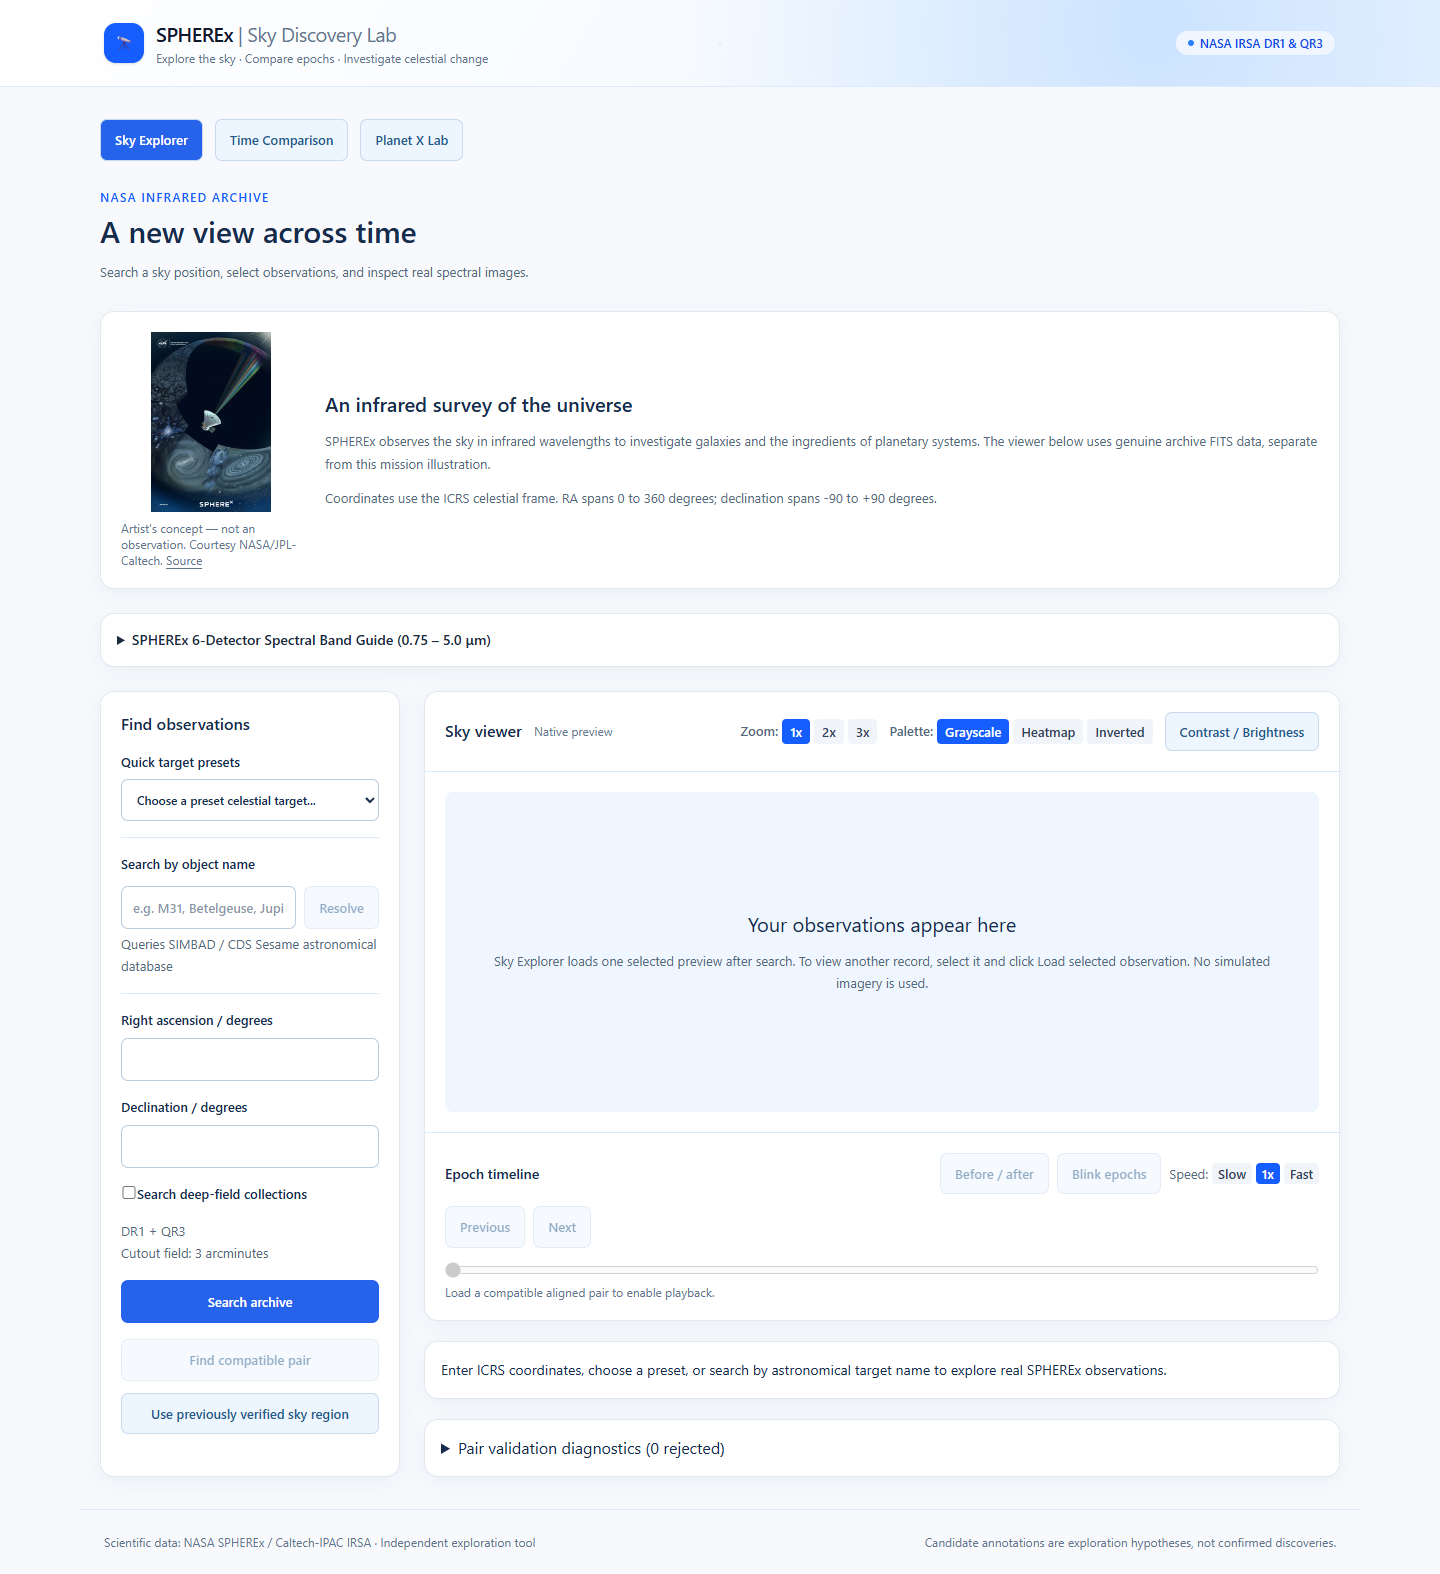 SPHEREx | Sky Discovery Lab
Explore the sky · Compare epochs · Investigate celestial change
NASA IRSA DR1 & QR3
Sky Explorer
Time Comparison
Planet X Lab
NASA INFRARED ARCHIVE
A new view across time
Search a sky position, select observations, and inspect real spectral images.
SPHEREx
Artist's concept — not an
observation. Courtesy NASA/JPL-
Caltech. Source
An infrared survey of the universe
SPHEREx observes the sky in infrared wavelengths to investigate galaxies and the ingredients of planetary systems. The viewer below uses genuine archive FITS data, separate
from this mission illustration.
Coordinates use the ICRS celestial frame. RA spans 0 to 360 degrees; declination spans -90 to +90 degrees.
SPHEREx 6-Detector Spectral Band Guide (0.75 – 5.0 μm)
Find observations
Quick target presets
Choose a preset celestial target...
Search by object name
e.g. M31, Betelgeuse, Jupi
Resolve
Queries SIMBAD / CDS Sesame astronomical
database
Right ascension / degrees
Declination / degrees
Search deep-field collections
DR1 + QR3
Cutout field: 3 arcminutes
Search archive
Find compatible pair
Use previously verified sky region
Sky viewer
Native preview
Zoom: 1x 2x 3x
Palette: Grayscale Heatmap Inverted
Contrast / Brightness
Your observations appear here
Sky Explorer loads one selected preview after search. To view another record, select it and click Load selected observation. No simulated
imagery is used.
Epoch timeline
Before / after
Blink epochs
Speed: Slow 1x Fast
Previous
Next
Load a compatible aligned pair to enable playback.
Enter ICRS coordinates, choose a preset, or search by astronomical target name to explore real SPHEREx observations.
Pair validation diagnostics (0 rejected)
Scientific data: NASA SPHEREx / Caltech-IPAC IRSA · Independent exploration tool
Candidate annotations are exploration hypotheses, not confirmed discoveries.